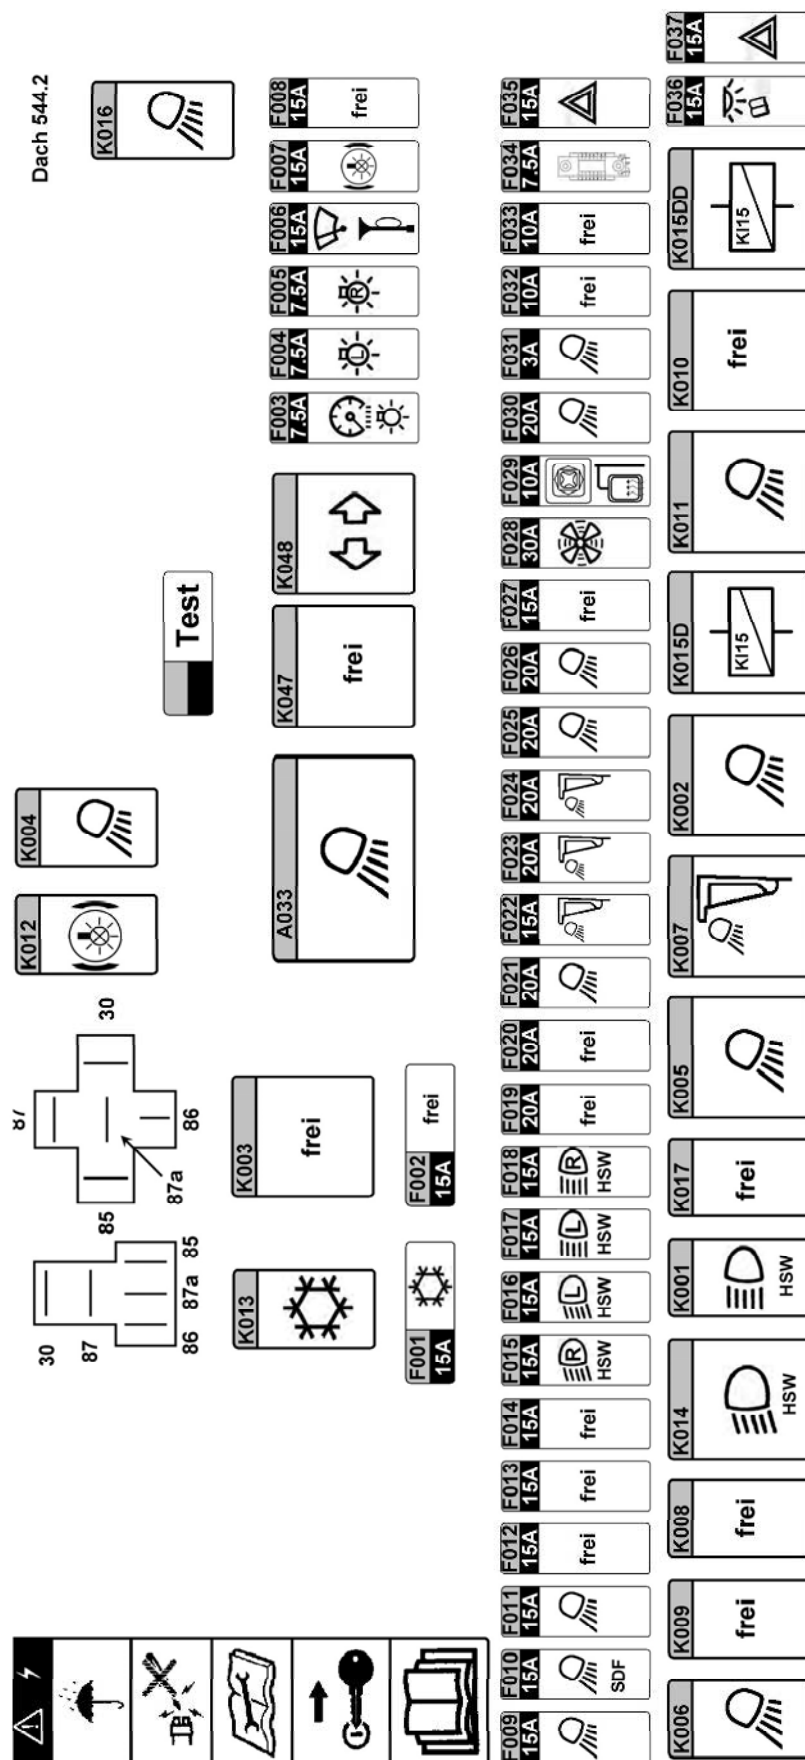 Dach 544.2
K016
F008
15A
frei
F007
15A
F006
15A
F005
7.5A
R
F004
7.5A
L
F003
7.5A
K048
K047
frei
Test
A033
K004
K012
30
87
86
87a
85
30
87
85
87a
86
K003
frei
K013
F002
15A
frei
F001
15A
F037
15A
F036
15A
F035
15A
F034
7.5A
F033
10A
frei
F032
10A
frei
F031
3A
F030
20A
F029
10A
F028
30A
F027
15A
frei
F026
20A
F025
20A
F024
20A
F023
20A
F022
15A
F021
20A
F020
20A
frei
F019
20A
frei
F018
15A
R
HSW
F017
15A
L
HSW
F016
15A
L
HSW
F015
15A
R
HSW
F014
15A
frei
F013
15A
frei
F012
15A
frei
F011
15A
F010
15A
SDF
F009
15A
K015DD
KI15
K010
frei
K011
K015D
KI15
K002
K007
K005
K017
frei
K001
HSW
K014
HSW
K008
frei
K009
frei
K006